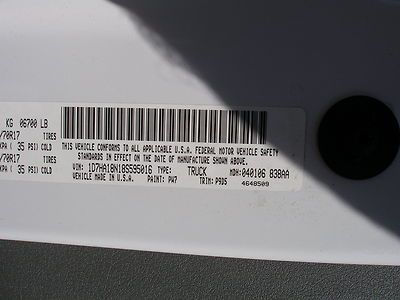 KG 06700 LB
/70R17 TIRES
KPA ( 35 PSI) COLD
/70R17 TIRES
KPA ( 35 PSI) COLD
THIS VEHICLE CONFORMS TO ALL APPLICABLE U.S.A. FEDERAL MOTOR VEHICLE SAFETY
STANDARDS IN EFFECT ON THE DATE OF MANUFACTURE SHOWN ABOVE.
VIN: 1D7HA18N18S595016 TYPE: TRUCK MDH: 040106 838AA
VEHICLE MADE IN U.S.A. PAINT: PW7 TRIM: P9D5 4648509